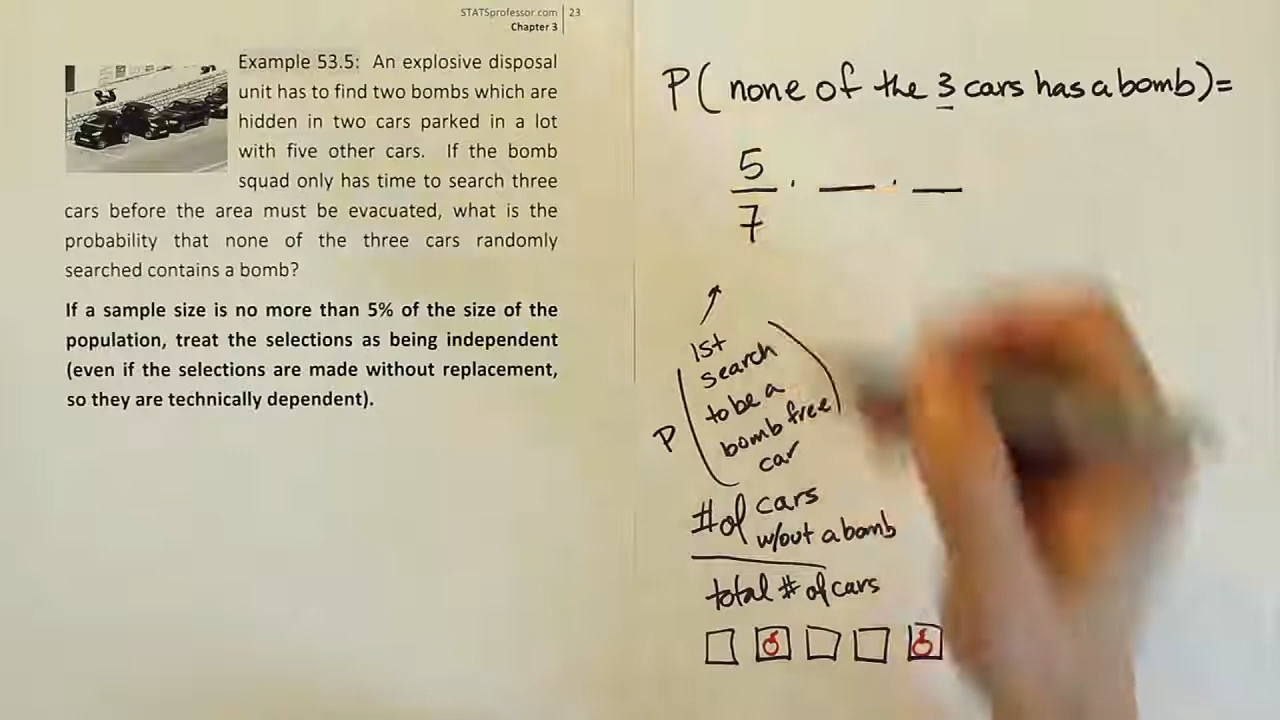 STATSprofessor.com | 23
Chapter 3
Example 53.5: An explosive disposal
unit has to find two bombs which are
hidden in two cars parked in a lot
with five other cars. If the bomb
squad only has time to search three
cars before the area must be evacuated, what is the
probability that none of the three cars randomly
searched contains a bomb?
If a sample size is no more than 5% of the size of the
population, treat the selections as being independent
(even if the selections are made without replacement,
so they are technically dependent).
P( none of the 3 cars has a bomb)=
5
7
1st
search
to be a
bomb free
car
P
# of cars
w/out a bomb
total # of cars